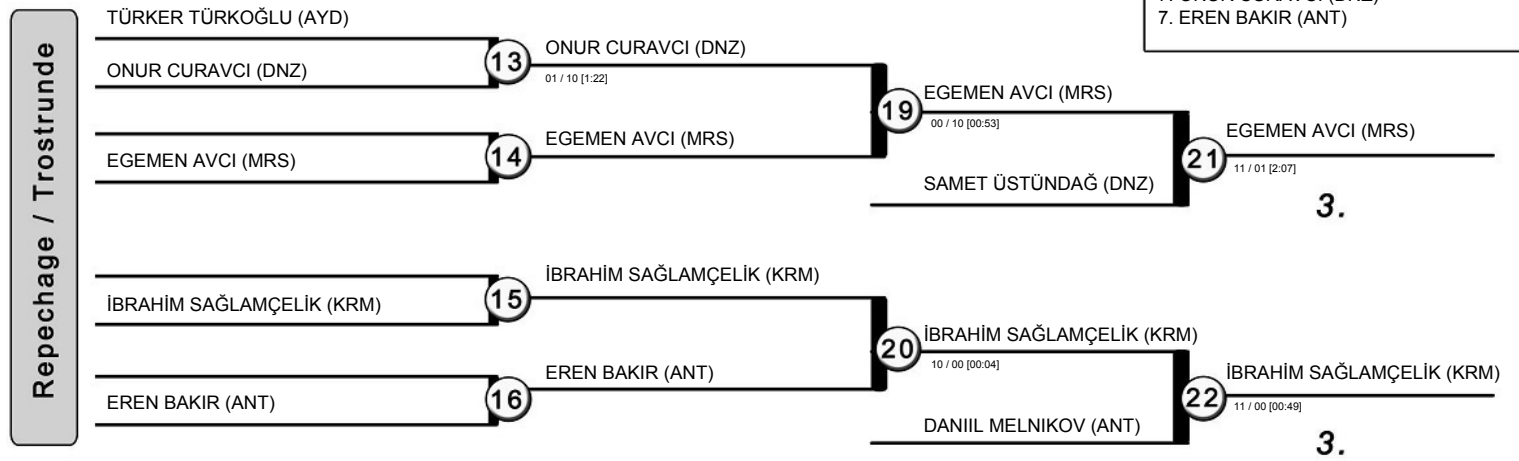 7. EREN BAKIR (ANT)
Repechage / Trostrunde
TÜRKER TÜRKOĞLU (AYD)
ONUR CURAVCI (DNZ)
13
ONUR CURAVCI (DNZ)
01 / 10 [1:22]
EGEMEN AVCI (MRS)
14
EGEMEN AVCI (MRS)
19
EGEMEN AVCI (MRS)
00 / 10 [00:53]
SAMET ÜSTÜNDAĞ (DNZ)
21
EGEMEN AVCI (MRS)
11 / 01 [2:07]
3.
İBRAHİM SAĞLAMÇELİK (KRM)
15
İBRAHİM SAĞLAMÇELİK (KRM)
EREN BAKIR (ANT)
16
EREN BAKIR (ANT)
20
İBRAHİM SAĞLAMÇELİK (KRM)
10 / 00 [00:04]
DANIIL MELNIKOV (ANT)
22
İBRAHİM SAĞLAMÇELİK (KRM)
11 / 00 [00:49]
3.